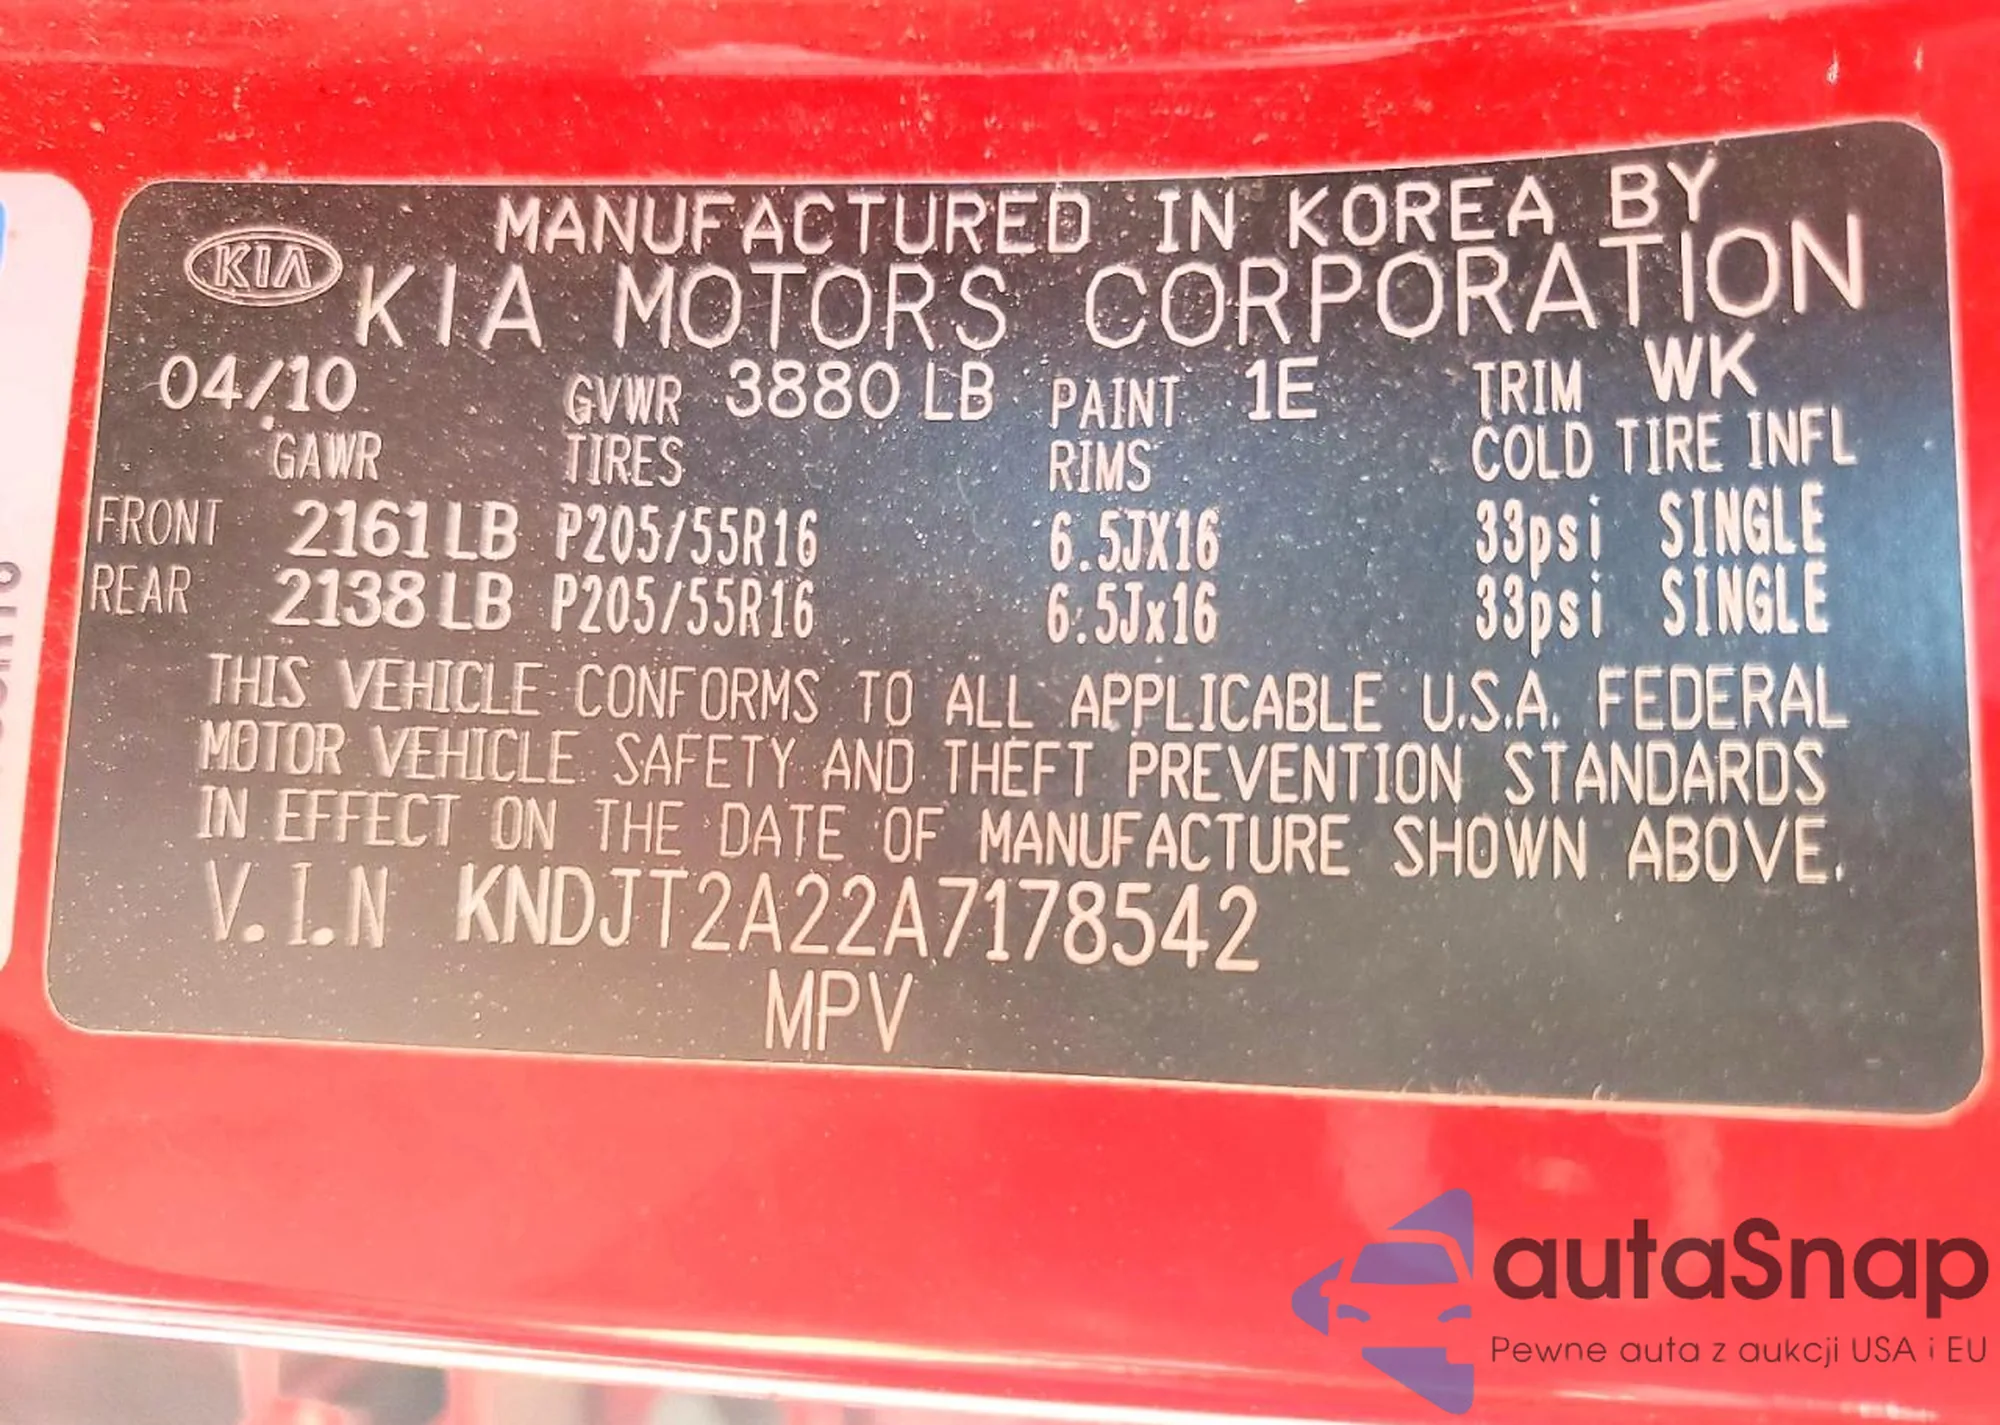 MANUFACTURED IN KOREA BY
KIA KIA MOTORS CORPORATION
04/10 GVWR 3880 LB PAINT 1E TRIM WK
GAWR TIRES RIMS COLD TIRE INFL
FRONT 2161 LB P205/55R16 6.5JX16 33psi SINGLE
REAR 2138 LB P205/55R16 6.5Jx16 33psi SINGLE
THIS VEHICLE CONFORMS TO ALL APPLICABLE U.S.A. FEDERAL
MOTOR VEHICLE SAFETY AND THEFT PREVENTION STANDARDS
IN EFFECT ON THE DATE OF MANUFACTURE SHOWN ABOVE.
V.I.N KNDJT2A22A7178542
MPV
autaSnap
Pewne auta z aukcji USA i EU